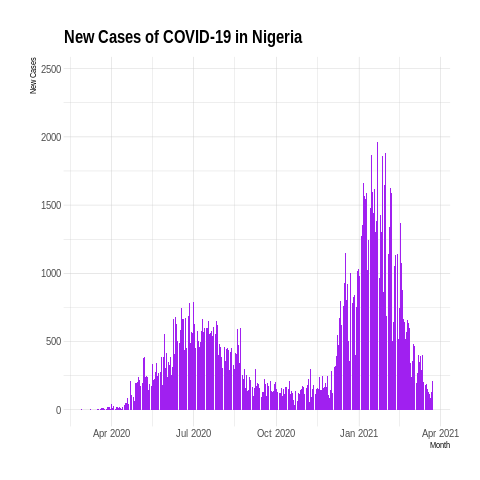 New Cases of COVID-19 in Nigeria
New Cases
2500
2000
1500
1000
500
0
Apr 2020
Jul 2020
Oct 2020
Jan 2021
Apr 2021
Month